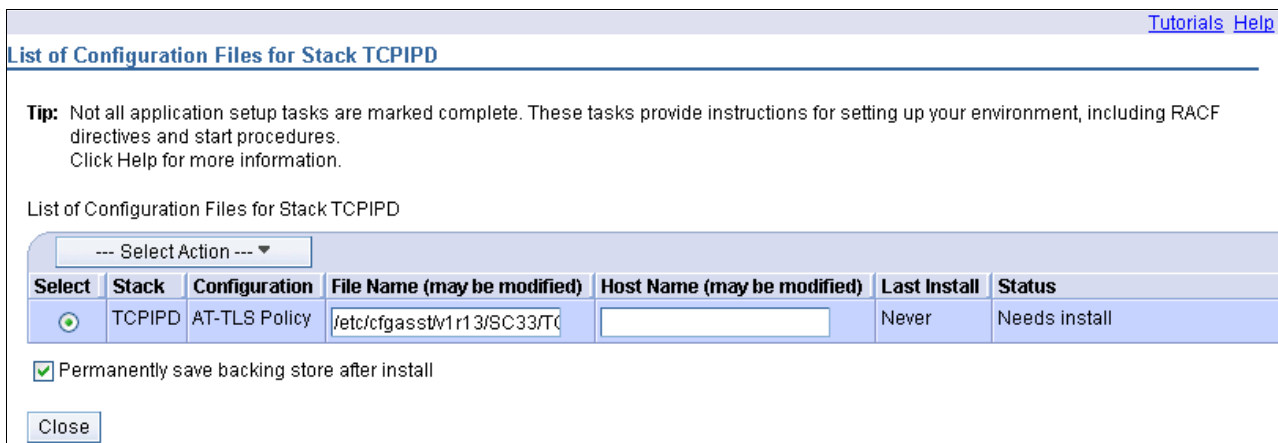 Tutorials Help
List of Configuration Files for Stack TCPIPD
Tip: Not all application setup tasks are marked complete. These tasks provide instructions for setting up your environment, including RACF
directives and start procedures.
Click Help for more information.
List of Configuration Files for Stack TCPIPD
--- Select Action ---
Select Stack Configuration File Name (may be modified) Host Name (may be modified) Last Install Status
TCPIPD AT-TLS Policy /etc/cfgasst/v1r13/SC33/TC Never Needs install
Permanently save backing store after install
Close